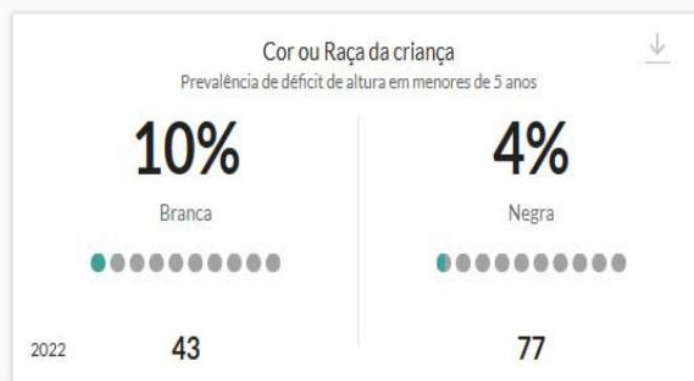 Cor ou Raça da criança
Prevalência de déficit de altura em menores de 5 anos
10% 4%
Branca Negra
2022 43 77